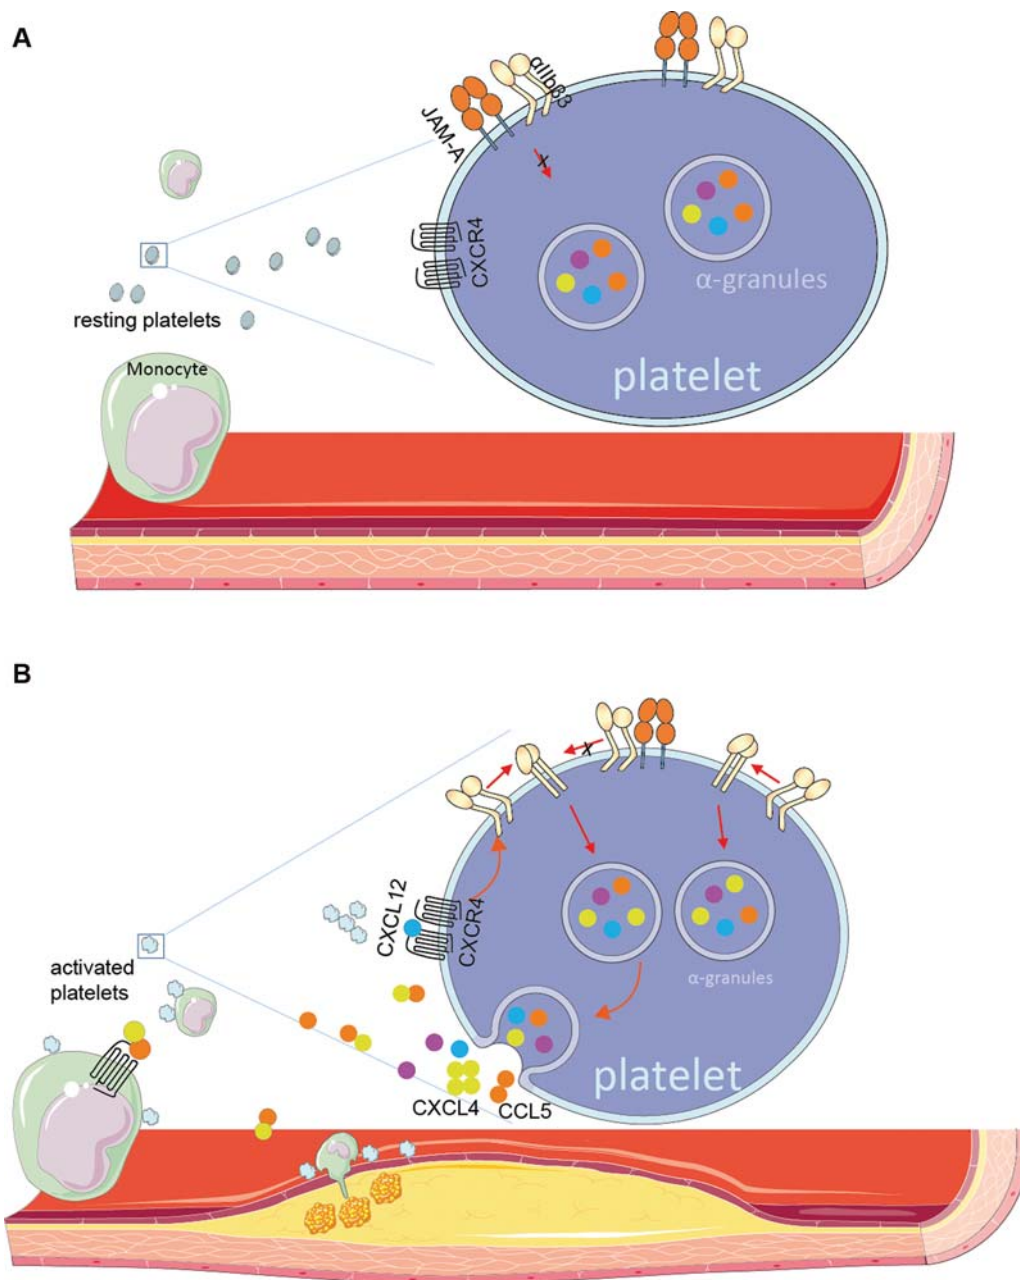 A
αIIbβ3
JAM-A
x
CXCR4
α-granules
resting platelets
platelet
Monocyte
B
x
CXCL12
CXCR4
activated
platelets
α-granules
platelet
CXCL4
CCL5